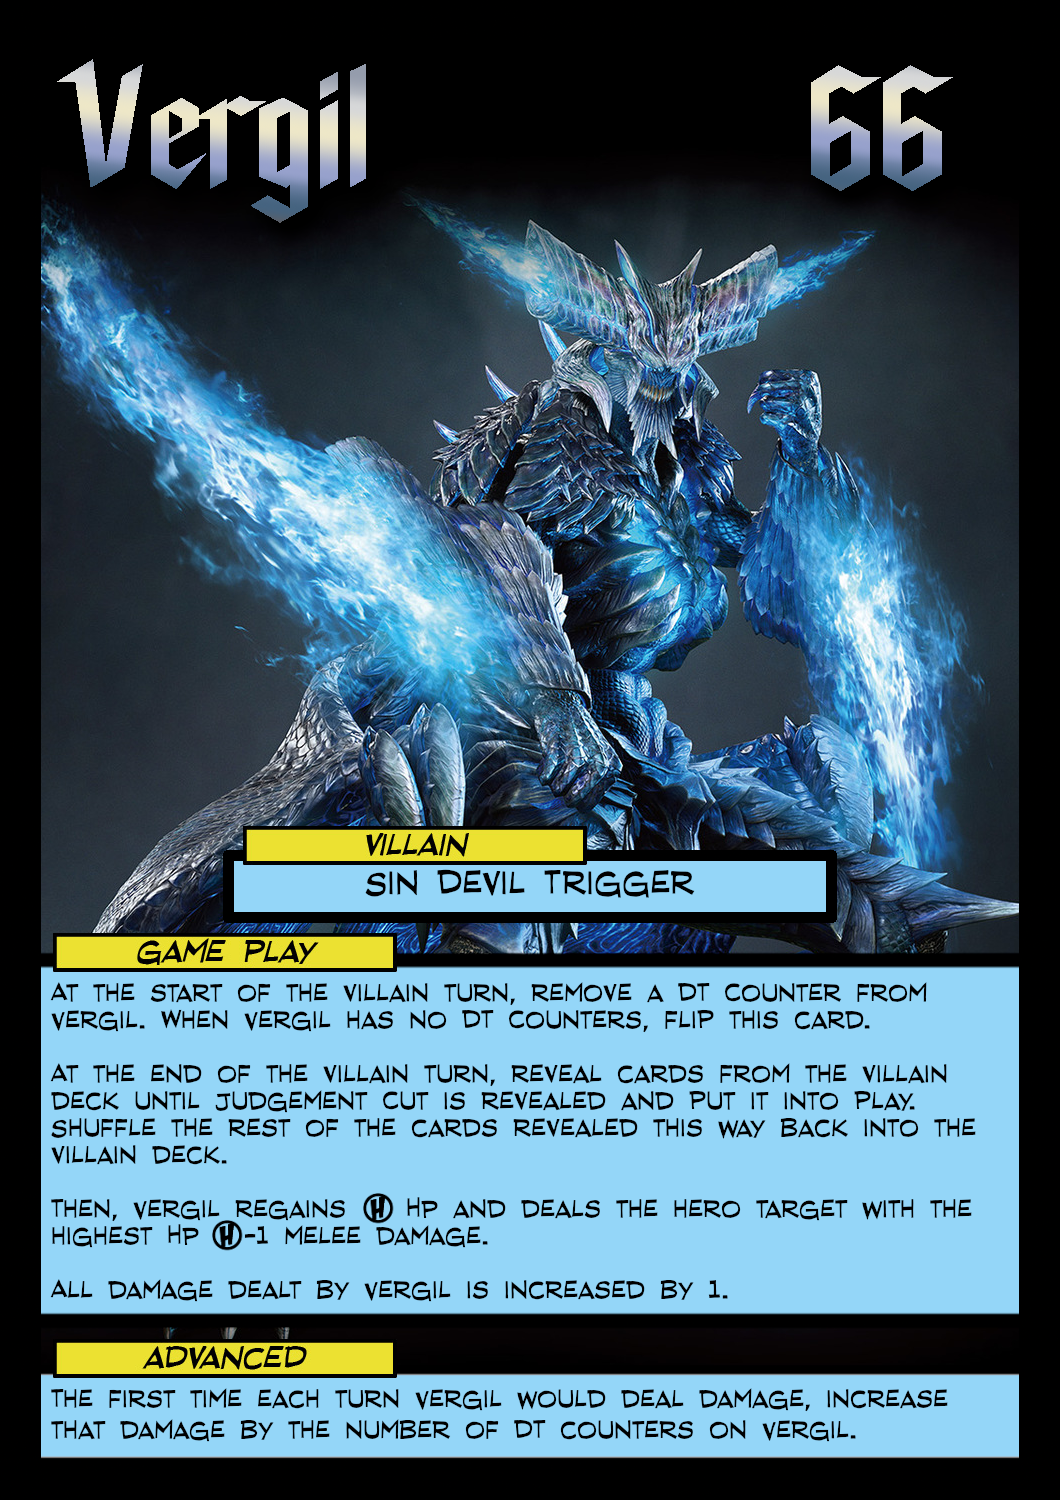 Vergil 66
VILLAIN
SIN DEVIL TRIGGER
GAME PLAY
AT THE START OF THE VILLAIN TURN, REMOVE A DT COUNTER FROM
VERGIL. WHEN VERGIL HAS NO DT COUNTERS, FLIP THIS CARD.
AT THE END OF THE VILLAIN TURN, REVEAL CARDS FROM THE VILLAIN
DECK UNTIL JUDGEMENT CUT IS REVEALED AND PUT IT INTO PLAY.
SHUFFLE THE REST OF THE CARDS REVEALED THIS WAY BACK INTO THE
VILLAIN DECK.
THEN, VERGIL REGAINS H HP AND DEALS THE HERO TARGET WITH THE
HIGHEST HP H-1 MELEE DAMAGE.
ALL DAMAGE DEALT BY VERGIL IS INCREASED BY 1.
ADVANCED
THE FIRST TIME EACH TURN VERGIL WOULD DEAL DAMAGE, INCREASE
THAT DAMAGE BY THE NUMBER OF DT COUNTERS ON VERGIL.